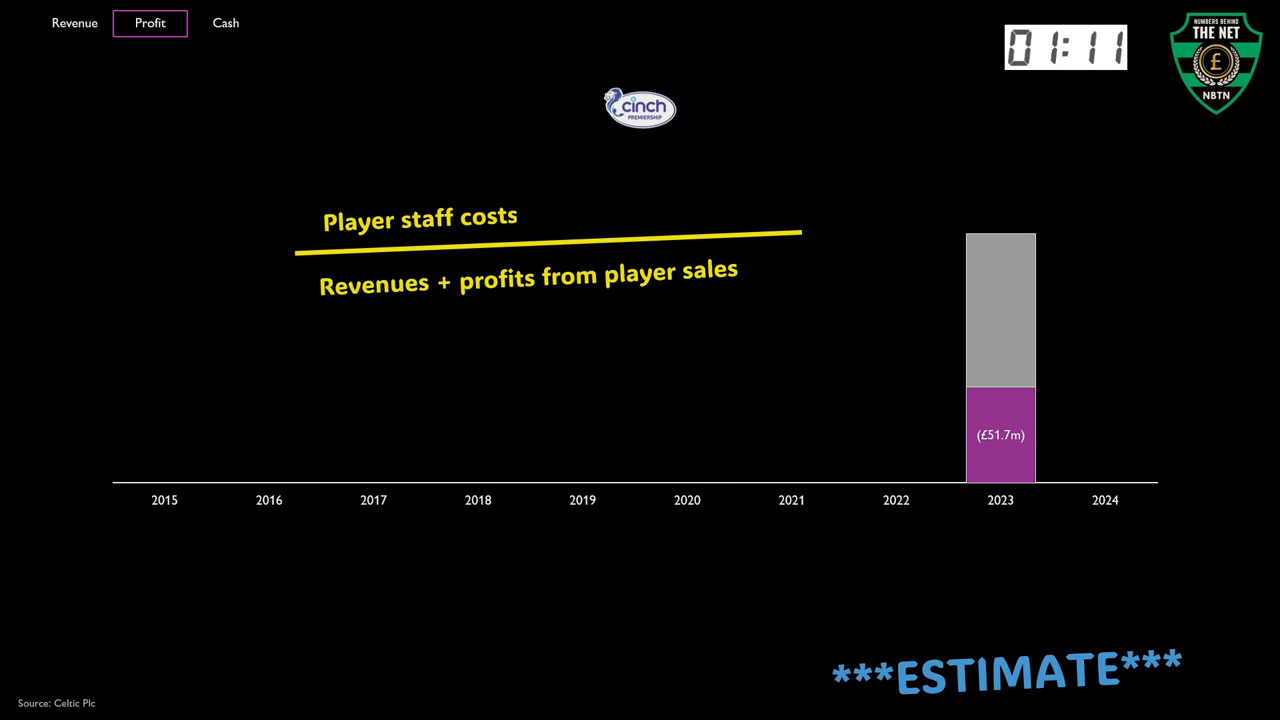 Revenue Profit Cash
01:11
NUMBERS BEHIND
THE NET
£
NBTN
cinch
PREMIERSHIP
Player staff costs
Revenues + profits from player sales
(£51.7m)
2015 2016 2017 2018 2019 2020 2021 2022 2023 2024
***ESTIMATE***
Source: Celtic Plc